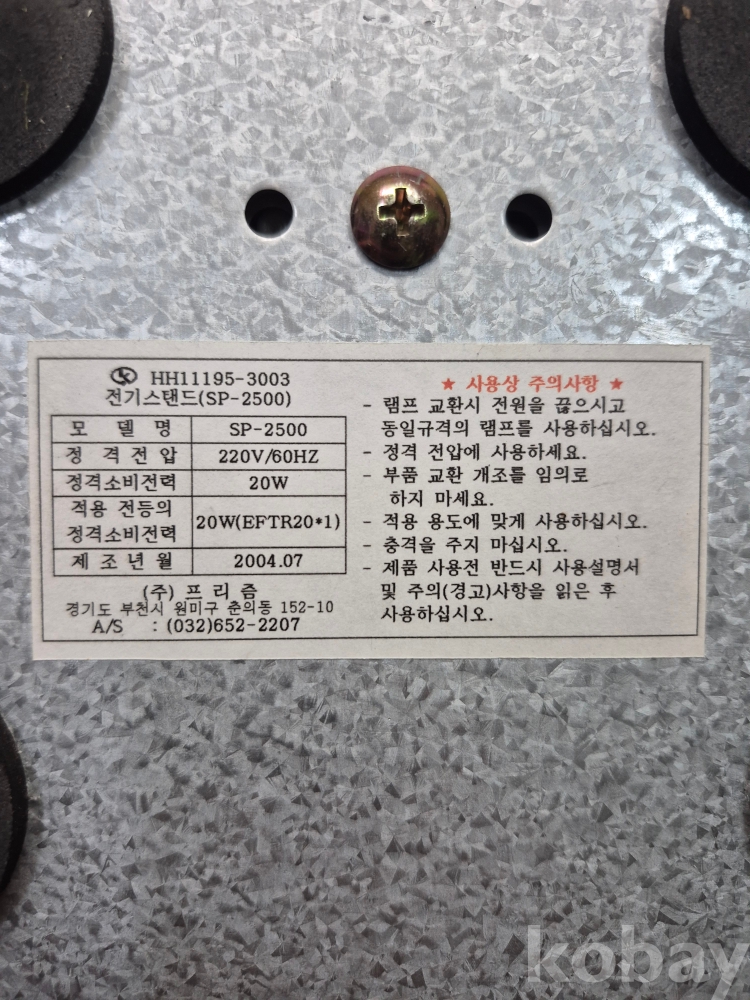 HH11195-3003
전기스탠드(SP-2500)
모 델 명 SP-2500
정 격 전 압 220V/60HZ
정격소비전력 20W
적용 전등의
정격소비전력 20W(EFTR20*1)
제 조 년 월 2004.07
(주) 프리즘
경기도 부천시 원미구 춘의동 152-10
A/S : (032)652-2207
★ 사용상 주의사항 ★
- 램프 교환시 전원을 끊으시고
동일규격의 램프를 사용하십시오.
- 정격 전압에 사용하세요.
- 부품 교환 개조를 임의로
하지 마세요.
- 적용 용도에 맞게 사용하십시오.
- 충격을 주지 마십시오.
- 제품 사용전 반드시 사용설명서
및 주의(경고)사항을 읽은 후
사용하십시오.
kobay